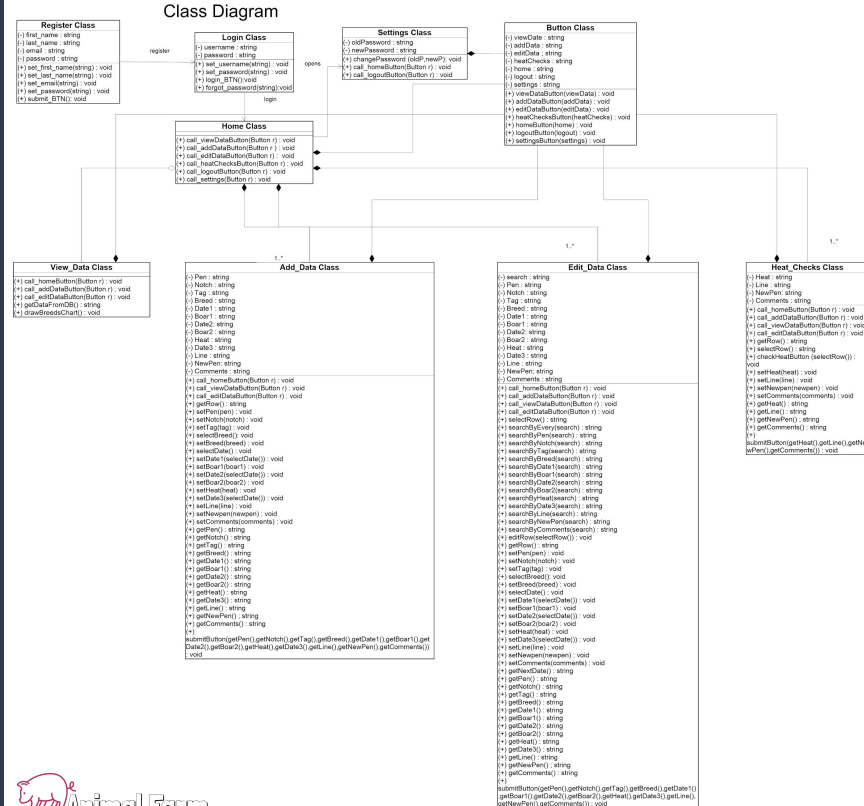 Class Diagram
Register Class
(-) first_name : string
(-) last_name : string
(-) email : string
(-) password : string
(+) set_first_name(string) : void
(+) set_last_name(string) : void
(+) set_email(string) : void
(+) set_password(string) : void
(+) submit_BTN(): void
register
Login Class
(-) username : string
(-) password : string
(+) set_username(string) : void
(+) set_password(string) : void
(+) login_BTN():void
(+) forgot_password(string):void
login
opens
Settings Class
(-) oldPassword : string
(-) newPassword : string
(+) changePassword (oldP,newP): void
(+) call_homeButton(Button r) : void
(+) call_logoutButton(Button r) : void
Button Class
(-) viewDate : string
(-) addData : string
(-) editData ; string
(-) heatChecks : string
(-) home : string
(-) logout : string
(-) settings : string
(+) viewDataButton(viewData) : void
(+) addDataButton(addData) : void
(+) editDataButton(editData) : void
(+) heatChecksButton(heatChecks) : void
(+) homeButton(home) : void
(+) logoutButton(logout) : void
(+) settingsButton(settings) : void
Home Class
(+) call_viewDataButton(Button r) : void
(+) call_addDataButton(Button r ) : void
(+) call_editDataButton(Button r) : void
(+) call_heatChecksButton(Button r) : void
(+) call_logoutButton(Button r) : void
(+) call_settings(Button r) : void
1..*
1..*
1..*
View_Data Class
(+) call_homeButton(Button r) : void
(+) call_addDataButton(Button r) : void
(+) call_editDataButton(Button r) : void
(+) getDataFromDB() : string
(+) drawBreedsChart() : void
Add_Data Class
(-) Pen : string
(-) Notch : string
(-) Tag : string
(-) Breed : string
(-) Date1 : string
(-) Boar1 : string
(-) Date2: string
(-) Boar2 : string
(-) Heat : string
(-) Date3 : string
(-) Line : string
(-) NewPen: string
(-) Comments : string
(+) call_homeButton(Button r) : void
(+) call_viewDataButton(Button r) : void
(+) call_editDataButton(Button r) : void
(+) getRow() : string
(+) setPen(pen) : void
(+) setNotch(notch) : void
(+) setTag(tag) : void
(+) selectBreed(): void
(+) setBreed(breed) : void
(+) selectDate() : void
(+) setDate1(selectDate()) : void
(+) setBoar1(boar1) : void
(+) setDate2(selectDate()) : void
(+) setBoar2(boar2) : void
(+) setHeat(heat) : void
(+) setDate3(selectDate()) : void
(+) setLine(line) : void
(+) setNewpen(newpen) : void
(+) setComments(comments) : void
(+) getPen() : string
(+) getNotch() : string
(+) getTag() : string
(+) getBreed() : string
(+) getDate1() : string
(+) getBoar1() : string
(+) getDate2() : string
(+) getBoar2() : string
(+) getHeat() : string
(+) getDate3() : string
(+) getLine() : string
(+) getNewPen() ; string
(+) getComments() : string
(+)
submitButton(getPen(),getNotch(),getTag(),getBreed(),getDate1(),getBoar1(),get
Date2(),getBoar2(),getHeat(),getDate3(),getLine(),getNewPen(),getComments())
: void
Edit_Data Class
(-) search : string
(-) Pen : string
(-) Notch : string
(-) Tag : string
(-) Breed : string
(-) Date1 : string
(-) Boar1 : string
(-) Date2: string
(-) Boar2 : string
(-) Heat : string
(-) Date3 : string
(-) Line : string
(-) NewPen: string
(-) Comments : string
(+) call_homeButton(Button r) : void
(+) call_addDataButton(Button r) : void
(+) call_viewDataButton(Button r) : void
(+) call_editDataButton(Button r) : void
(+) selectRow() : string
(+) searchByEvery(search) : string
(+) searchByPen(search) : string
(+) searchByNotch(search) : string
(+) searchByTag(search) : string
(+) searchByBreed(search) : string
(+) searchByDate1(search) : string
(+) searchByBoar1(search) : string
(+) searchByDate2(search) : string
(+) searchByBoar2(search) : string
(+) searchByHeat(search) : string
(+) searchByDate3(search) : string
(+) searchByLine(search) : string
(+) searchByNewPen(search) : string
(+) searchByComments(search) : string
(+) editRow(selectRow()) : void
(+) getRow() : string
(+) setPen(pen) : void
(+) setNotch(notch) : void
(+) setTag(tag) : void
(+) selectBreed(): void
(+) setBreed(breed) : void
(+) selectDate() : void
(+) setDate1(selectDate()) : void
(+) setBoar1(boar1) : void
(+) setDate2(selectDate()) : void
(+) setBoar2(boar2) : void
(+) setHeat(heat) : void
(+) setDate3(selectDate()) : void
(+) setLine(line) : void
(+) setNewpen(newpen) : void
(+) setComments(comments) : void
(+) getNextDate() : string
(+) getPen() : string
(+) getNotch() : string
(+) getTag() : string
(+) getBreed() : string
(+) getDate1() : string
(+) getBoar1() : string
(+) getDate2() : string
(+) getBoar2() : string
(+) getHeat() : string
(+) getDate3() : string
(+) getLine() : string
(+) getNewPen() ; string
(+) getComments() : string
(+)
submitButton(getPen(),getNotch(),getTag(),getBreed(),getDate1()
,getBoar1(),getDate2(),getBoar2(),getHeat(),getDate3(),getLine(),
getNewPen(),getComments()) : void
Heat_Checks Class
(-) Heat : string
(-) Line : string
(-) NewPen: string
(-) Comments : string
(+) call_homeButton(Button r) : void
(+) call_addDataButton(Button r) : void
(+) call_viewDataButton(Button r) : void
(+) call_editDataButton(Button r) : void
(+) getRow() : string
(+) selectRow() : string
(+) checkHeatButton (selectRow()) :
void
(+) setHeat(heat) : void
(+) setLine(line) : void
(+) setNewpen(newpen) : void
(+) setComments(comments) : void
(+) getHeat() : string
(+) getLine() : string
(+) getNewPen() ; string
(+) getComments() : string
(+)
submitButton(getHeat(),getLine(),getNe
wPen(),getComments()) : void
Animal Farm